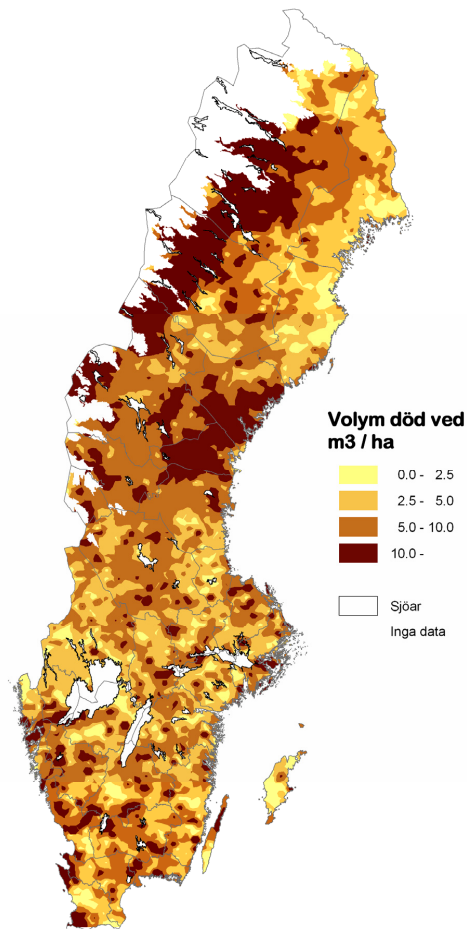 Volym död ved
m3 / ha
0.0 - 2.5
2.5 - 5.0
5.0 - 10.0
10.0 -
Sjöar
Inga data